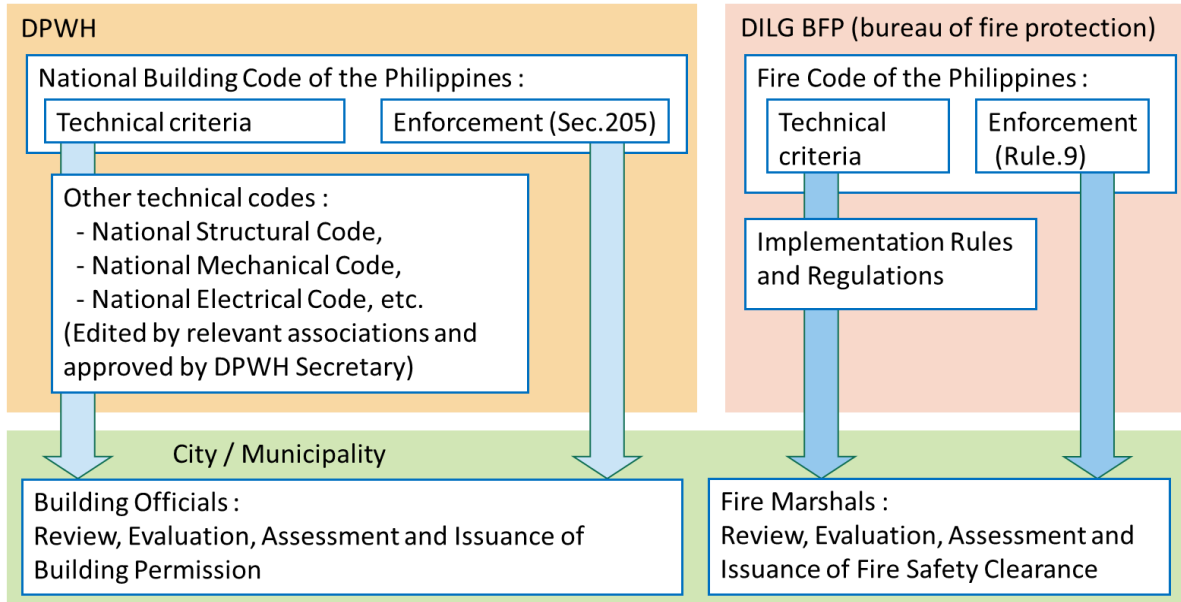 DPWH
National Building Code of the Philippines :
Technical criteria
Enforcement (Sec.205)
Other technical codes :
- National Structural Code,
- National Mechanical Code,
- National Electrical Code, etc.
(Edited by relevant associations and
approved by DPWH Secretary)
DILG BFP (bureau of fire protection)
Fire Code of the Philippines :
Technical
criteria
Enforcement
(Rule.9)
Implementation Rules
and Regulations
City / Municipality
Building Officials :
Review, Evaluation, Assessment and Issuance of
Building Permission
Fire Marshals :
Review, Evaluation, Assessment and
Issuance of Fire Safety Clearance